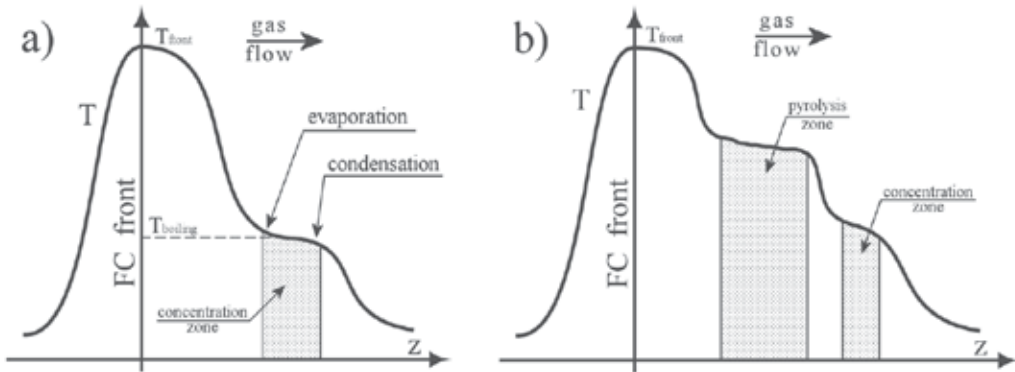 a)
T front
gas
flow
T
evaporation
condensation
T boiling
FC front
concentration
zone
z
b)
T front
gas
flow
T
pyrolysis
zone
concentration
zone
FC front
z